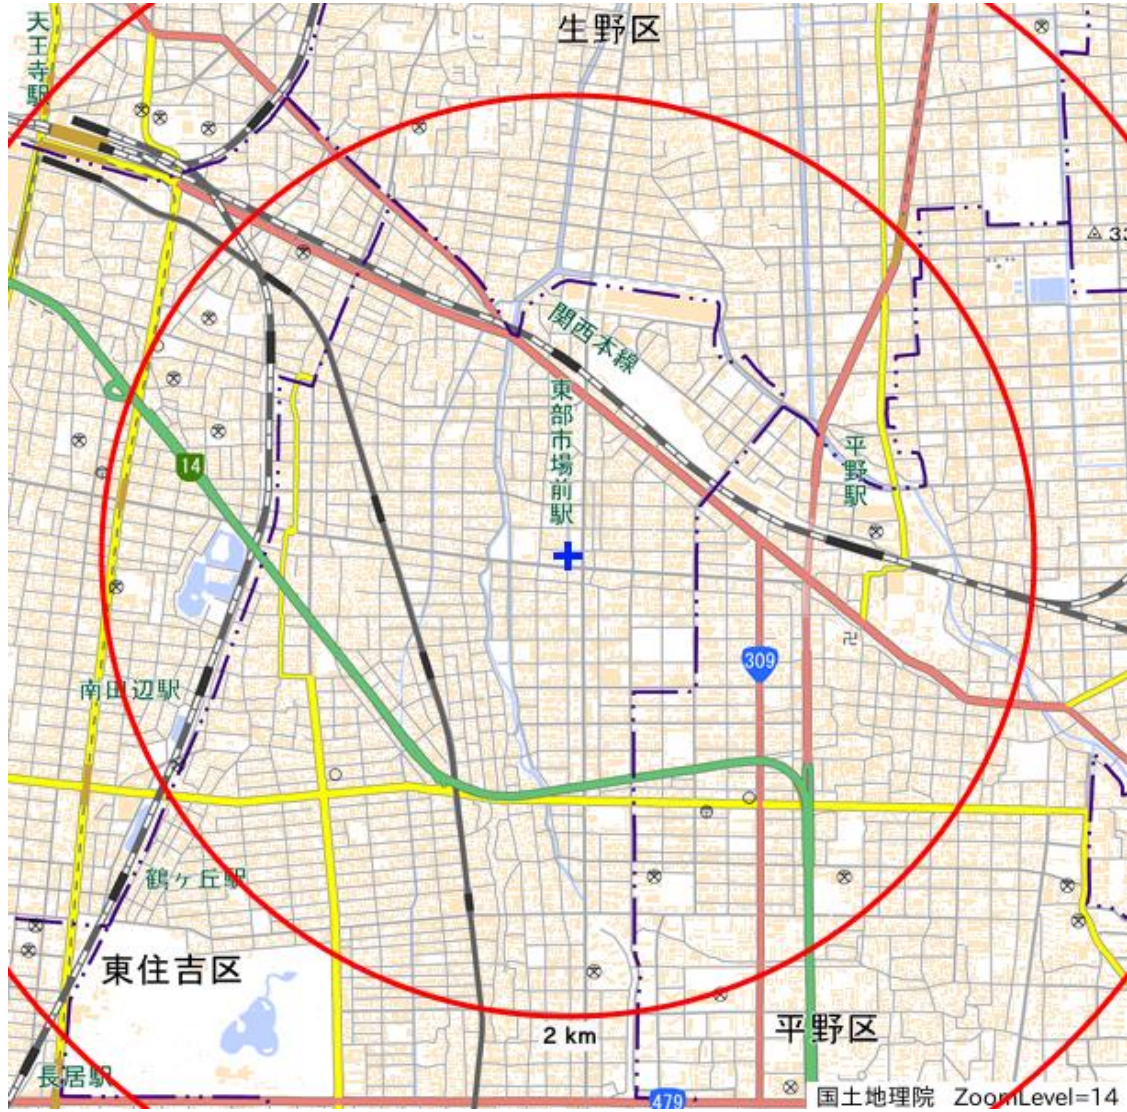 生野区
天王寺駅
33
関西本線
東部市場前駅
平野駅
14
卍
309
南田辺駅
鶴ヶ丘駅
東住吉区
2 km
平野区
長居駅
479
国土地理院 ZoomLevel=14